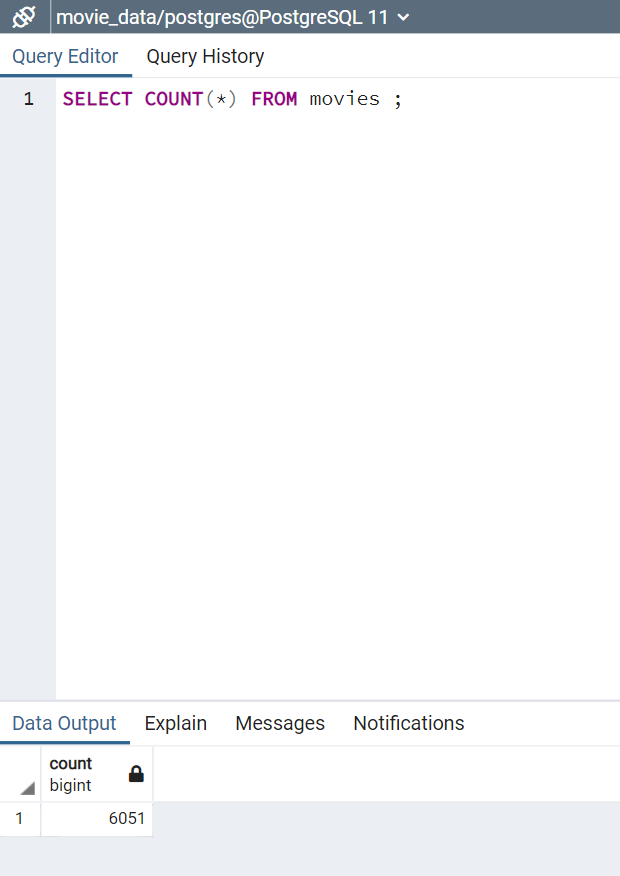 movie_data/postgres@PostgreSQL 11
Query Editor Query History
1 SELECT COUNT(*) FROM movies ;
Data Output Explain Messages Notifications
count
bigint
1 6051